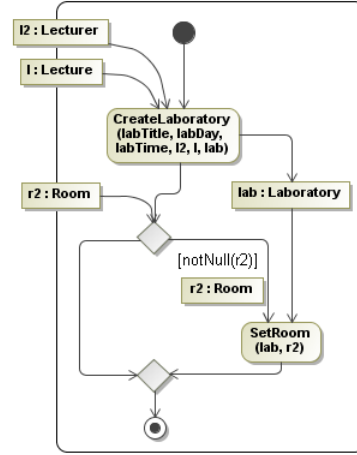 l2 : Lecturer
l : Lecture
CreateLaboratory
(labTitle, labDay,
labTime, l2, l, lab)
r2 : Room
lab : Laboratory
[notNull(r2)]
r2 : Room
SetRoom
(lab, r2)